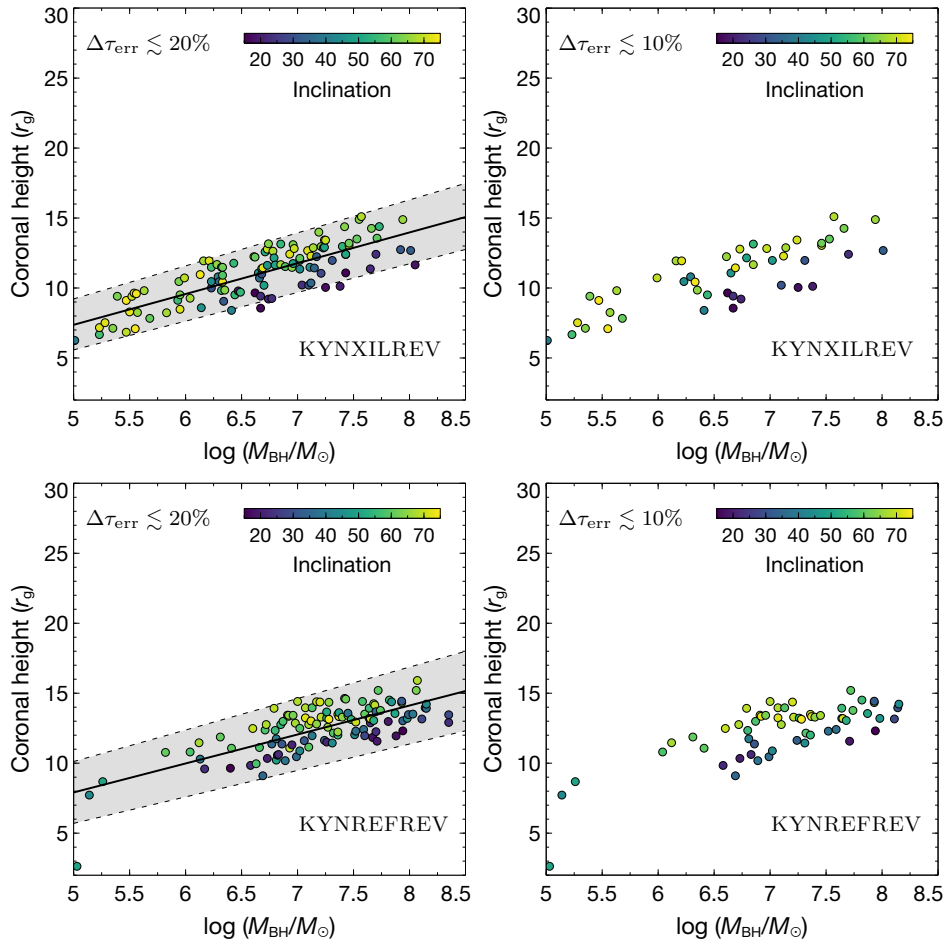 30
25
20
15
10
5
Coronal height (r_g)
Δτ_err ≲ 20%
20 30 40 50 60 70
Inclination
KYNXILREV
5 5.5 6 6.5 7 7.5 8 8.5
log (M_BH/M_⊙)
30
25
20
15
10
5
Coronal height (r_g)
Δτ_err ≲ 10%
20 30 40 50 60 70
Inclination
KYNXILREV
5 5.5 6 6.5 7 7.5 8 8.5
log (M_BH/M_⊙)
30
25
20
15
10
5
Coronal height (r_g)
Δτ_err ≲ 20%
20 30 40 50 60 70
Inclination
KYNREFREV
5 5.5 6 6.5 7 7.5 8 8.5
log (M_BH/M_⊙)
30
25
20
15
10
5
Coronal height (r_g)
Δτ_err ≲ 10%
20 30 40 50 60 70
Inclination
KYNREFREV
5 5.5 6 6.5 7 7.5 8 8.5
log (M_BH/M_⊙)